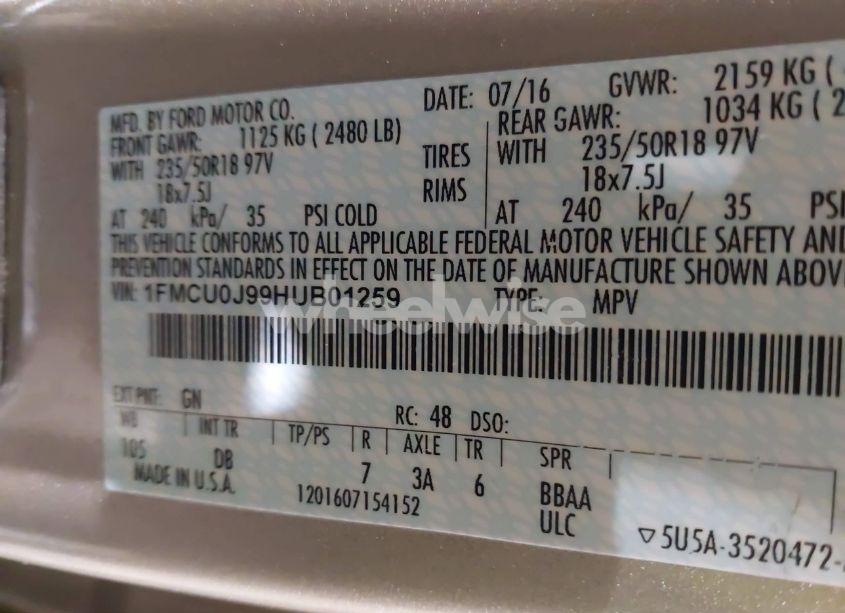 MFD. BY FORD MOTOR CO. DATE: 07/16 GVWR: 2159 KG (
FRONT GAWR: 1125 KG ( 2480 LB) REAR GAWR: 1034 KG ( 2
WITH 235/50R18 97V TIRES WITH 235/50R18 97V
18x7.5J RIMS 18x7.5J
AT 240 kPa/ 35 PSI COLD AT 240 kPa/ 35 PSI
THIS VEHICLE CONFORMS TO ALL APPLICABLE FEDERAL MOTOR VEHICLE SAFETY AND
PREVENTION STANDARDS IN EFFECT ON THE DATE OF MANUFACTURE SHOWN ABOV
VIN: 1FMCU0J99HUB01259 TYPE: MPV
wheelwise
EXT PNT: GN RC: 48 DSO:
WB INT TR TP/PS R AXLE TR SPR
105 DB 7 3A 6 BBAA
MADE IN U.S.A. 1201607154152 ULC
▽5U5A-3520472-